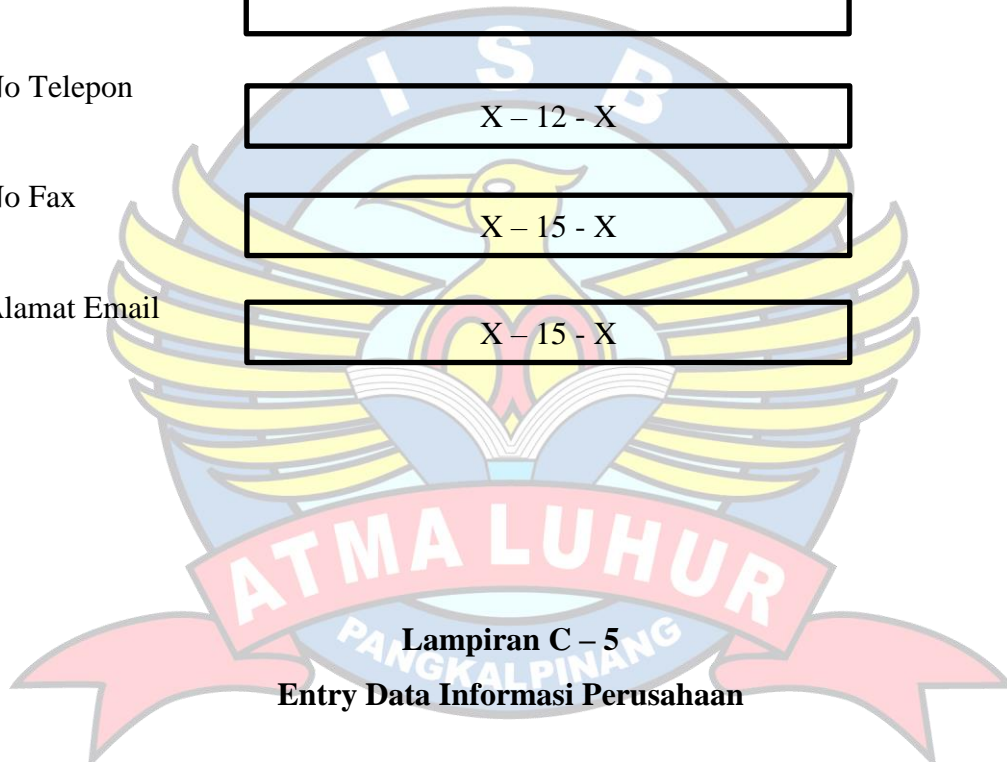 I S B
No Telepon
X – 12 - X
No Fax
X – 15 - X
Alamat Email
X – 15 - X
ATMA LUHUR
PANGKALPINANG
Lampiran C – 5
Entry Data Informasi Perusahaan